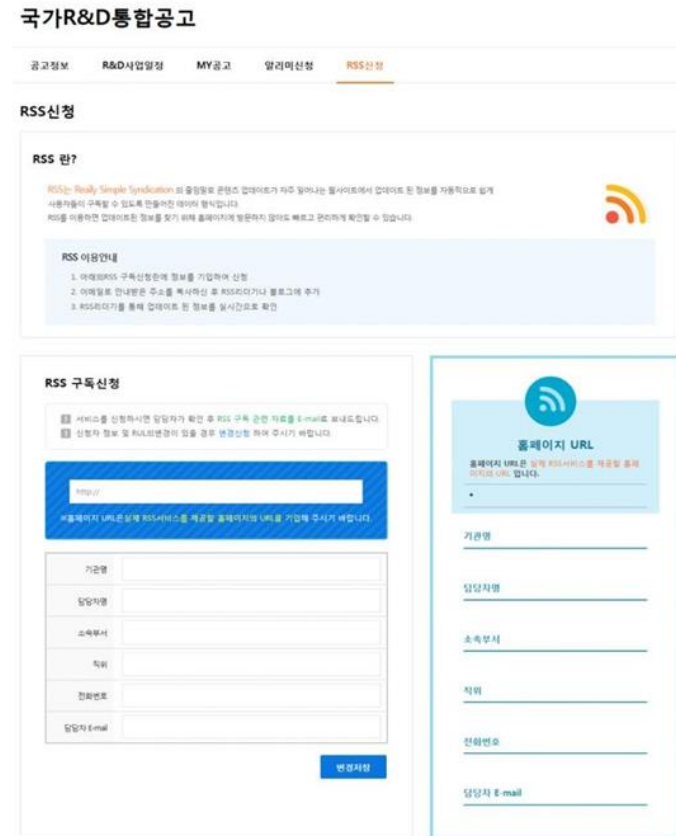 국가R&D통합공고
공고정보 R&D사업일정 MY공고 알리미신청 RSS신청
RSS신청
RSS 란?
RSS는 Really Simple Syndication 의 줄임말로 콘텐츠 업데이트가 자주 일어나는 웹사이트에서 업데이트 된 정보를 자동적으로 쉽게
사용자들이 구독할 수 있도록 만들어진 데이터 형식입니다.
RSS를 이용하면 업데이트된 정보를 찾기 위해 홈페이지에 방문하지 않아도 빠르고 편리하게 확인할 수 있습니다.
RSS 이용안내
1. 아래의RSS 구독신청란에 정보를 기입하여 신청
2. 이메일로 안내받은 주소를 복사하신 후 RSS리더기나 블로그에 추가
3. RSS리더기를 통해 업데이트 된 정보를 실시간으로 확인
RSS 구독신청
서비스를 신청하시면 담당자가 확인 후 RSS 구독 관련 자료를 E-mail로 보내드립니다.
신청자 정보 및 RUL의변경이 있을 경우 변경신청 하여 주시기 바랍니다.
http://
※홈페이지 URL은실제 RSS서비스를 제공할 홈페이지의 URL을 기입해 주시기 바랍니다.
기관명
담당자명
소속부서
직위
전화번호
담당자 E-mail
변경저장
홈페이지 URL
홈페이지 URL은 실제 RSS서비스를 제공할 홈페
이지의 URL 입니다.
기관명
담당자명
소속부서
직위
전화번호
담당자 E-mail